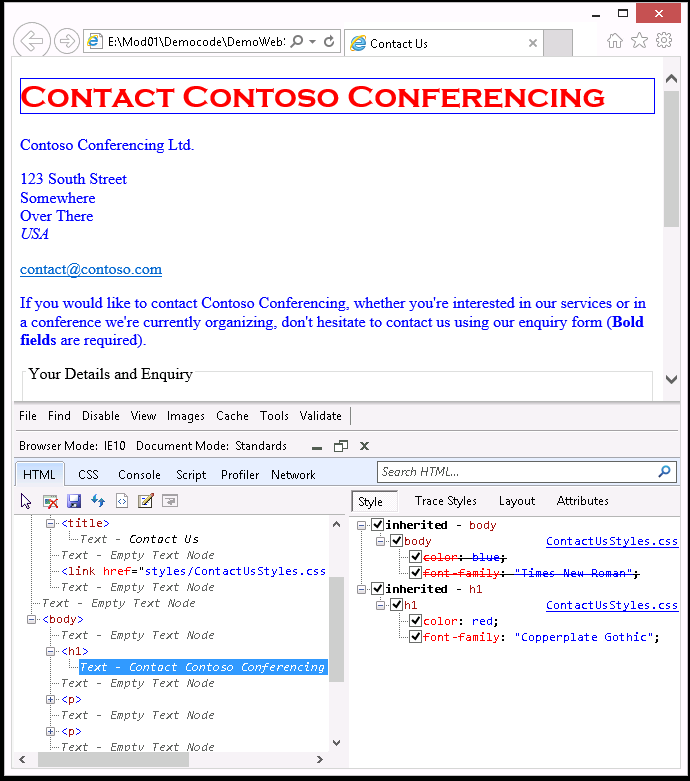 E:\Mod01\Democode\DemoWeb
Contact Us
Contact Contoso Conferencing
Contoso Conferencing Ltd.
123 South Street
Somewhere
Over There
USA
contact@contoso.com
If you would like to contact Contoso Conferencing, whether you're interested in our services or in
a conference we're currently organizing, don't hesitate to contact us using our enquiry form (Bold
fields are required).
Your Details and Enquiry
File Find Disable View Images Cache Tools Validate
Browser Mode: IE10 Document Mode: Standards
HTML CSS Console Script Profiler Network Search HTML...
Style Trace Styles Layout Attributes
<title>
Text - Contact Us
Text - Empty Text Node
<link href="styles/ContactUsStyles.css
Text - Empty Text Node
Text - Empty Text Node
<body>
Text - Empty Text Node
<h1>
Text - Contact Contoso Conferencing
Text - Empty Text Node
<p>
Text - Empty Text Node
<p>
Text - Empty Text Node
inherited - body
body ContactUsStyles.css
color: blue;
font-family: "Times New Roman";
inherited - h1
h1 ContactUsStyles.css
color: red;
font-family: "Copperplate Gothic";